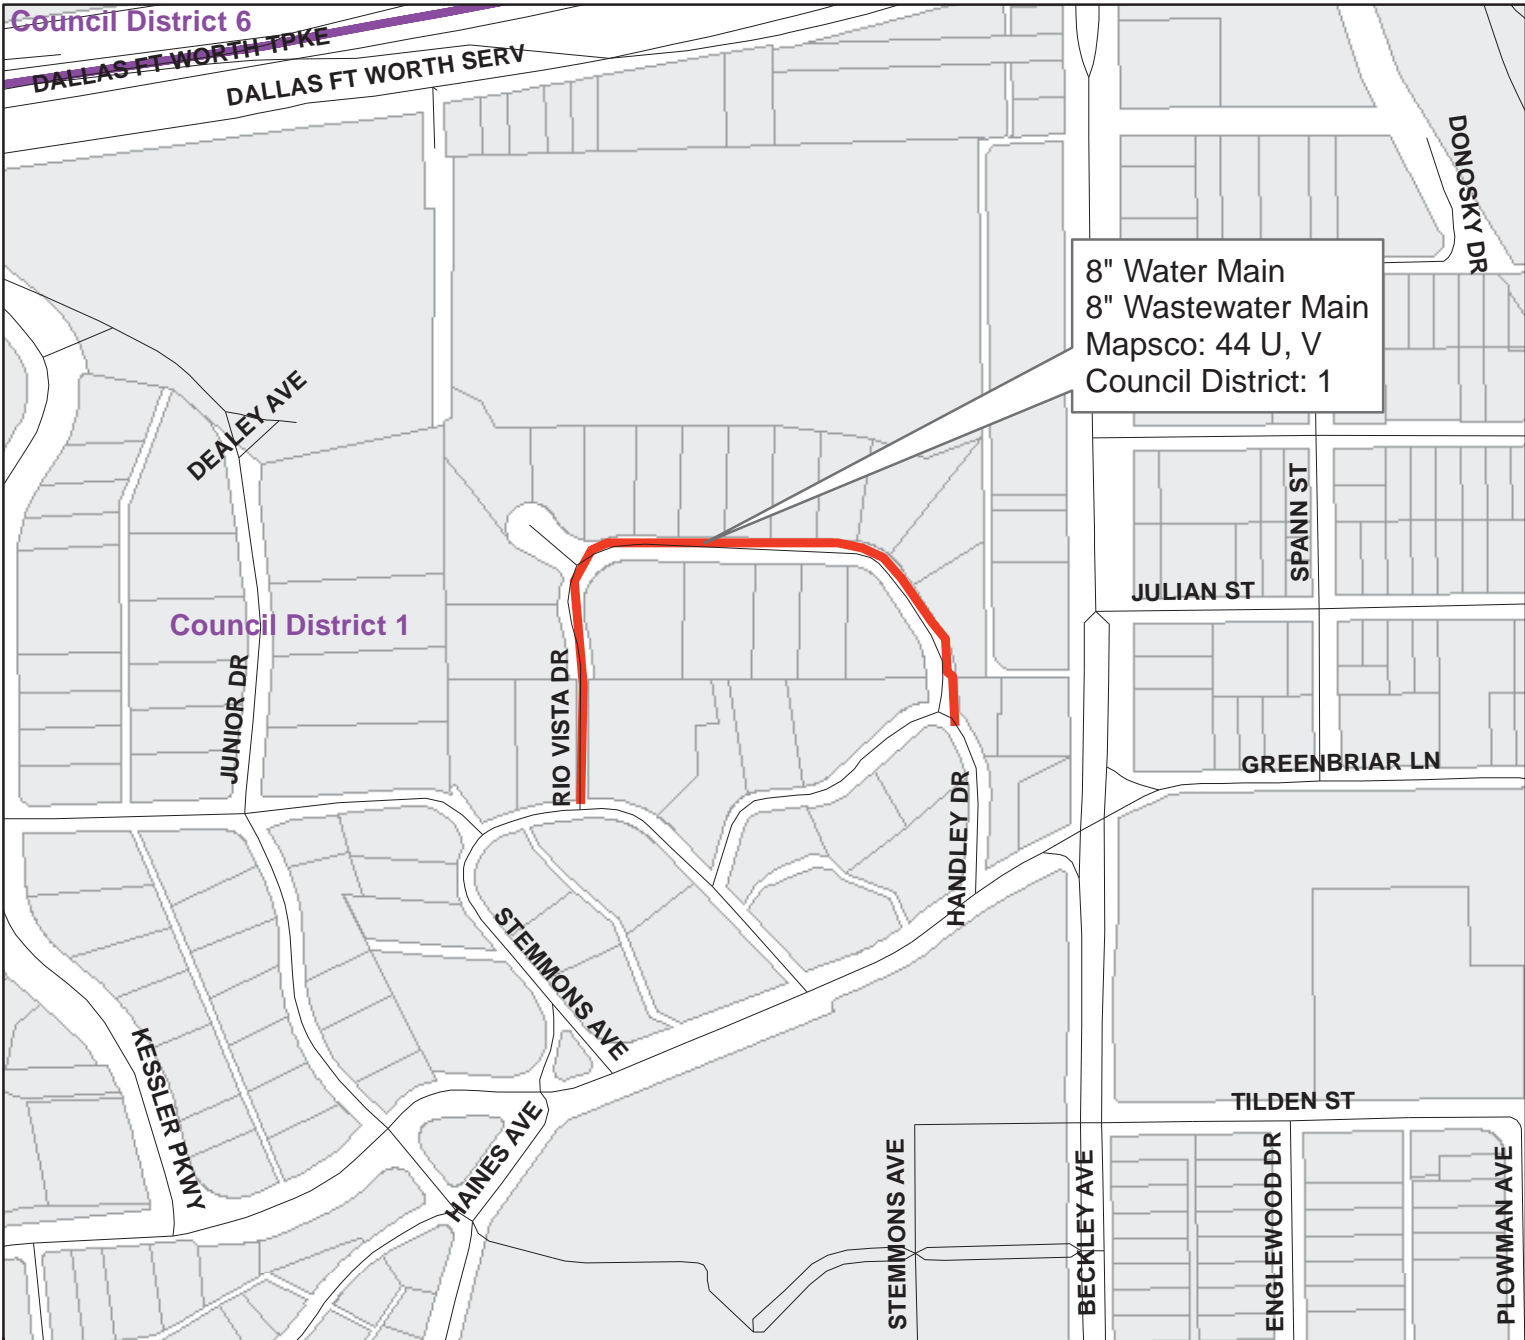 Council District 6
DALLAS FT WORTH TPKE
DALLAS FT WORTH SERV
DONOSKY DR
8" Water Main
8" Wastewater Main
Mapsco: 44 U, V
Council District: 1
DEALEY AVE
SPANN ST
JULIAN ST
Council District 1
JUNIOR DR
RIO VISTA DR
GREENBRIAR LN
HANDLEY DR
STEMMONS AVE
KESSLER PKWY
HAINES AVE
TILDEN ST
STEMMONS AVE
BECKLEY AVE
ENGLEWOOD DR
PLOWMAN AVE